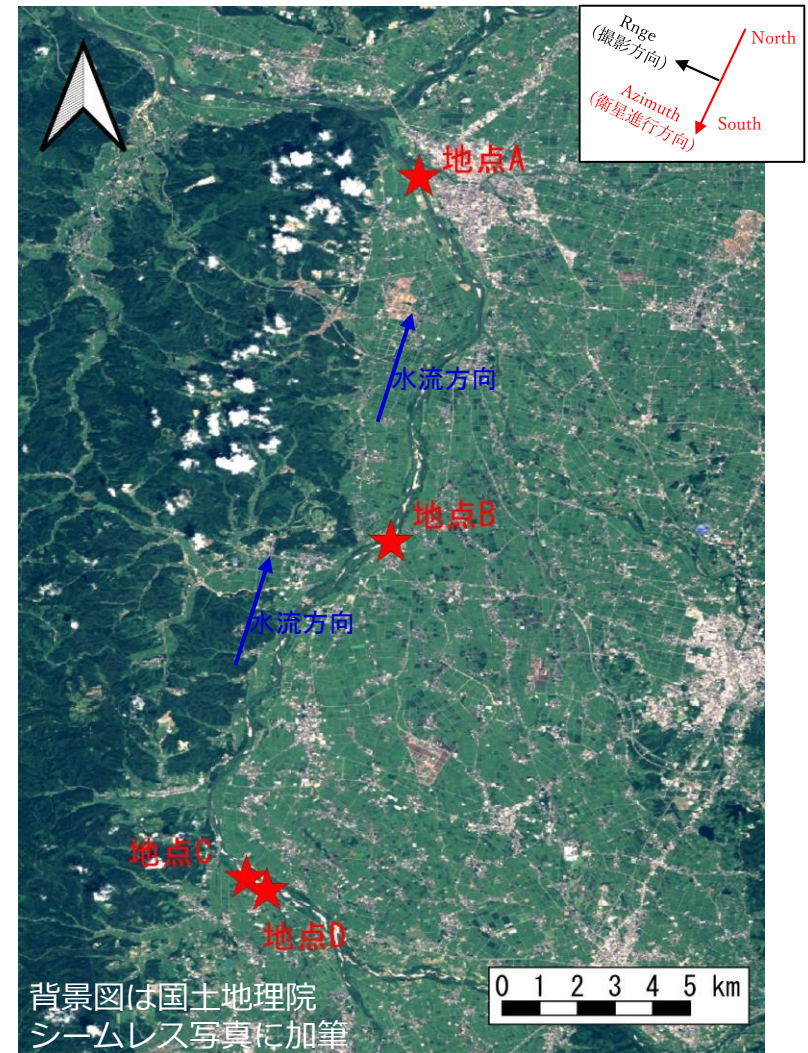 Rnge
(撮影方向)
North
Azimuth
(衛星進行方向)
South
地点A
水流方向
地点B
水流方向
地点C
地点D
0 1 2 3 4 5 km
背景図は国土地理院
シームレス写真に加筆